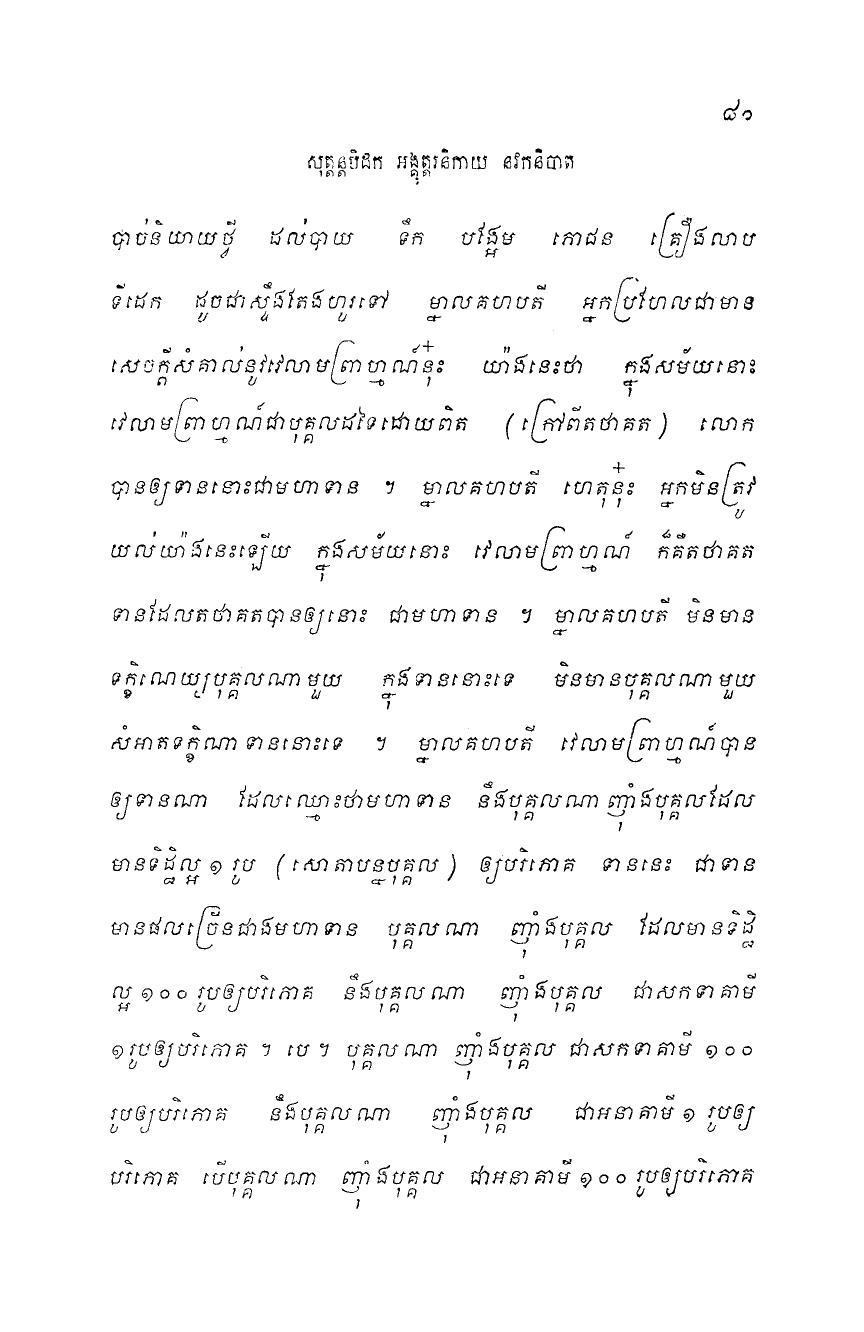 ៨១
សុត្តន្តបិដក អង្គុត្តរនិកាយ នវកនិបាត
បាច់និយាយថ្វី ដល់បាយ ទឹក បង្អែម ភោជន គ្រឿងលាប
ទីដេក ដូចជាស្ទឹងតែងហូរទៅ ម្នាលគហបតី អ្នកប្រហែលជាមាន
សេចក្តីសំគាល់នូវវេលាមព្រាហ្មណ៍នុ៎ះ យ៉ាងនេះថា ក្នុងសម័យនោះ
វេលាមព្រាហ្មណ៍ជាបុគ្គលដទៃដោយពិត (ក្រៅពីតថាគត) លោក
បានឲ្យទាននោះជាមហាទាន ។ ម្នាលគហបតី ហេតុនុ៎ះ អ្នកមិនត្រូវ
យល់យ៉ាងនេះឡើយ ក្នុងសម័យនោះ វេលាមព្រាហ្មណ៍ ក៏គឺតថាគត
ទានដែលតថាគតបានឲ្យនោះ ជាមហាទាន ។ ម្នាលគហបតី មិនមាន
ទក្ខិណេយ្យបុគ្គលណាមួយ ក្នុងទាននោះទេ មិនមានបុគ្គលណាមួយ
សំអាតទក្ខិណាទាននោះទេ ។ ម្នាលគហបតី វេលាមព្រាហ្មណ៍បាន
ឲ្យទានណា ដែលឈ្មោះថាមហាទាន នឹងបុគ្គលណាញ៉ាំងបុគ្គលដែល
មានទិដ្ឋិល្អ ១ រូប (សោតាបន្នបុគ្គល) ឲ្យបរិភោគ ទាននេះ ជាទាន
មានផលច្រើនជាងមហាទាន បុគ្គលណា ញ៉ាំងបុគ្គល ដែលមានទិដ្ឋិ
ល្អ ១០០ រូបឲ្យបរិភោគ នឹងបុគ្គលណា ញ៉ាំងបុគ្គល ជាសកទាគាមី
១រូបឲ្យបរិភោគ ។ បេ ។ បុគ្គលណា ញ៉ាំងបុគ្គល ជាសកទាគាមី ១០០
រូបឲ្យបរិភោគ នឹងបុគ្គលណា ញ៉ាំងបុគ្គល ជាអនាគាមី ១ រូបឲ្យ
បរិភោគ បើបុគ្គលណា ញ៉ាំងបុគ្គល ជាអនាគាមី ១០០ រូបឲ្យបរិភោគ